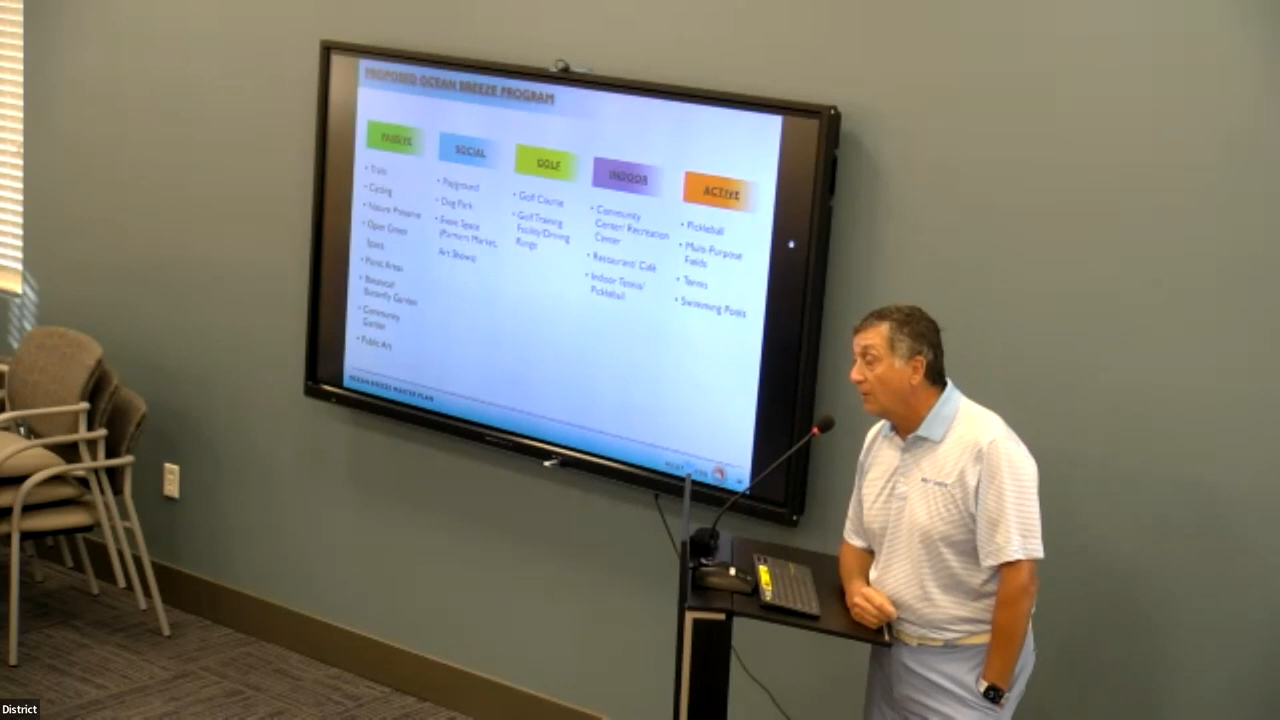 PROPOSED OCEAN BREEZE PROGRAM
PASSIVE
• Trails
• Cycling
• Nature Preserve
• Open Green
Space
• Picnic Areas
• Botanical/
Butterfly Garden
• Community
Garden
• Public Art
SOCIAL
• Playground
• Dog Park
• Event Space
(Farmers Market,
Art Shows)
GOLF
• Golf Course
• Golf Training
Facility/Driving
Range
INDOOR
• Community
Center/ Recreation
Center
• Restaurant/ Café
• Indoor Tennis/
Pickleball
ACTIVE
• Pickleball
• Multi-Purpose
Fields
• Tennis
• Swimming Pools
OCEAN BREEZE MASTER PLAN
District